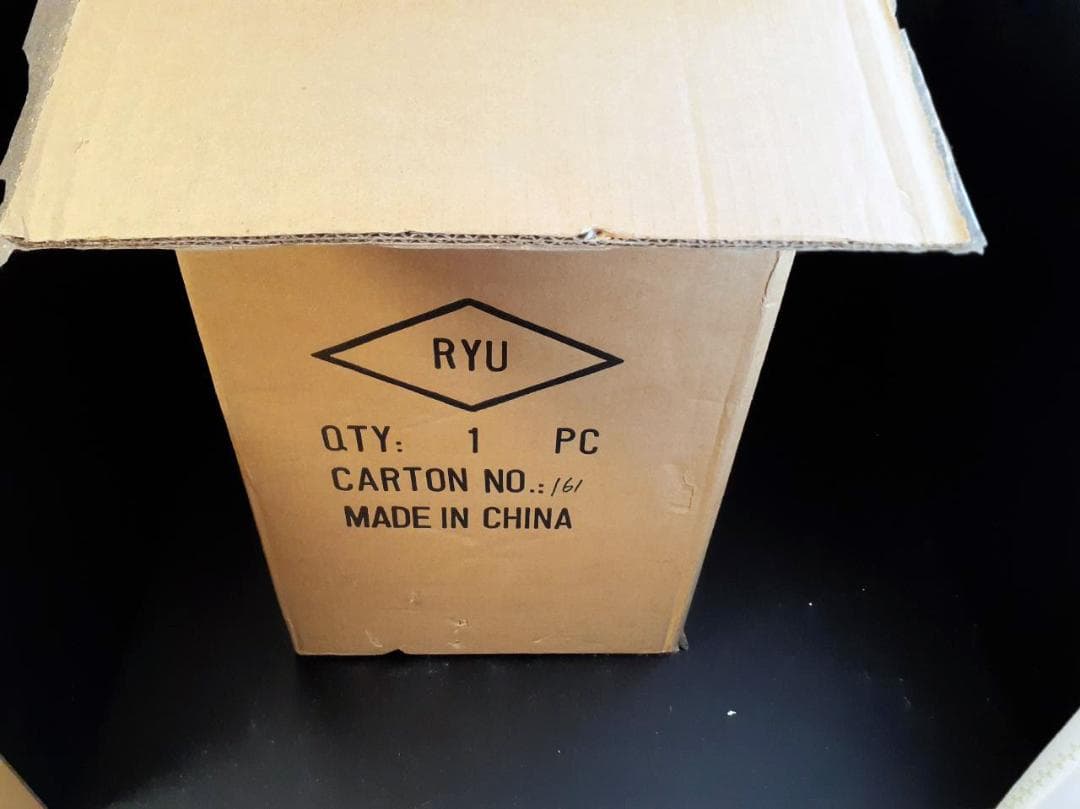 RYU
QTY: 1 PC
CARTON NO.: 161
MADE IN CHINA